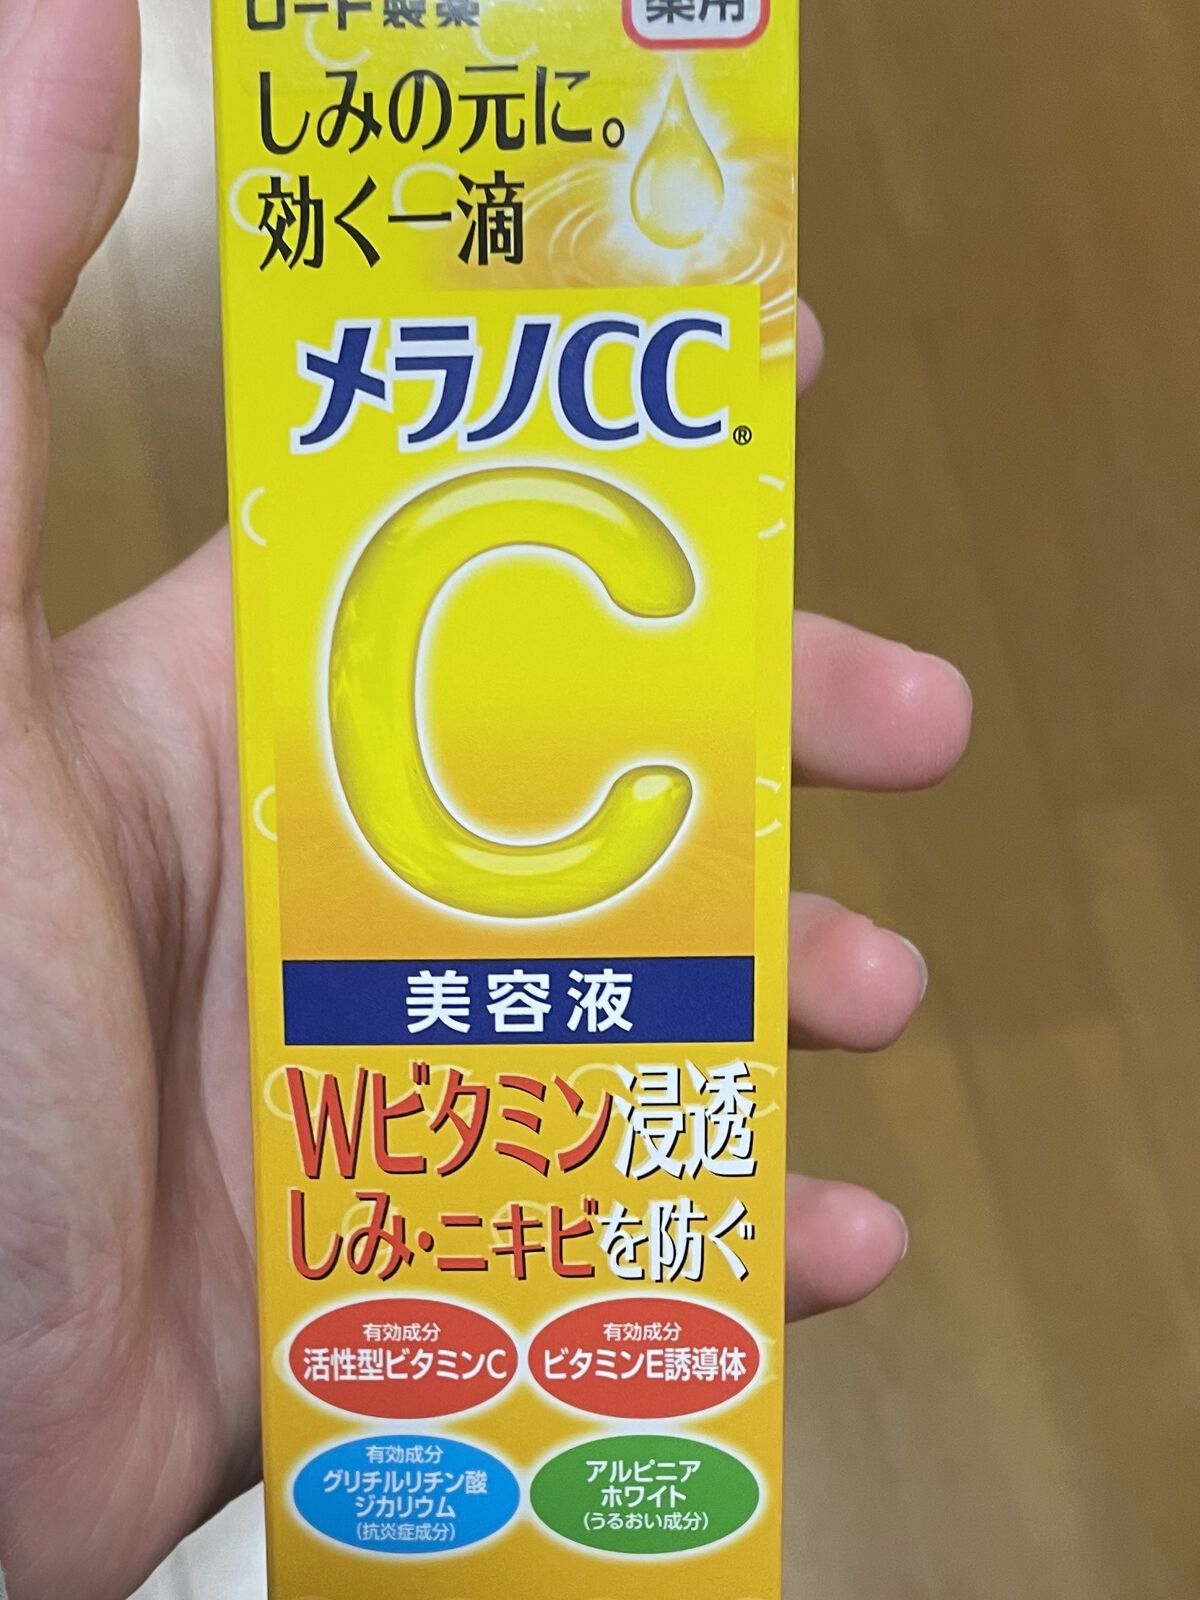 ロート製薬
薬用
しみの元に。
効く一滴
メラノCC®
C
美容液
Wビタミン浸透
しみ・ニキビを防ぐ
有効成分
活性型ビタミンC
有効成分
ビタミンE誘導体
有効成分
グリチルリチン酸
ジカリウム
(抗炎症成分)
アルピニア
ホワイト
(うるおい成分)